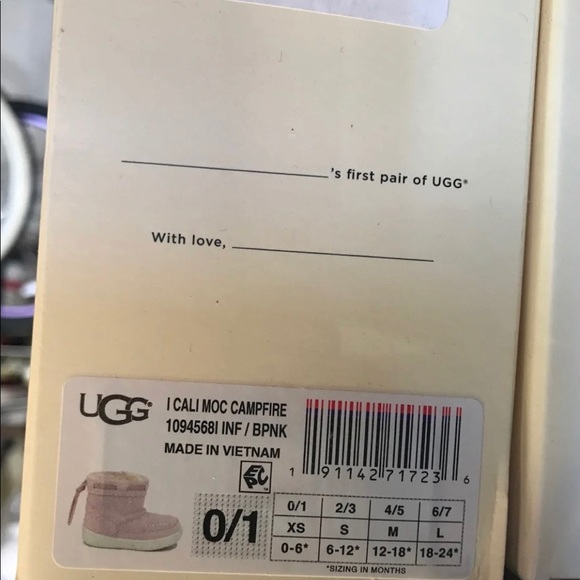 _______________'s first pair of UGG®
With love, _______________
UGG®
I CALI MOC CAMPFIRE
1094568I INF / BPNK
MADE IN VIETNAM
1 91142 71723 6
0/1
0/1 2/3 4/5 6/7
XS S M L
0-6* 6-12* 12-18* 18-24*
*SIZING IN MONTHS